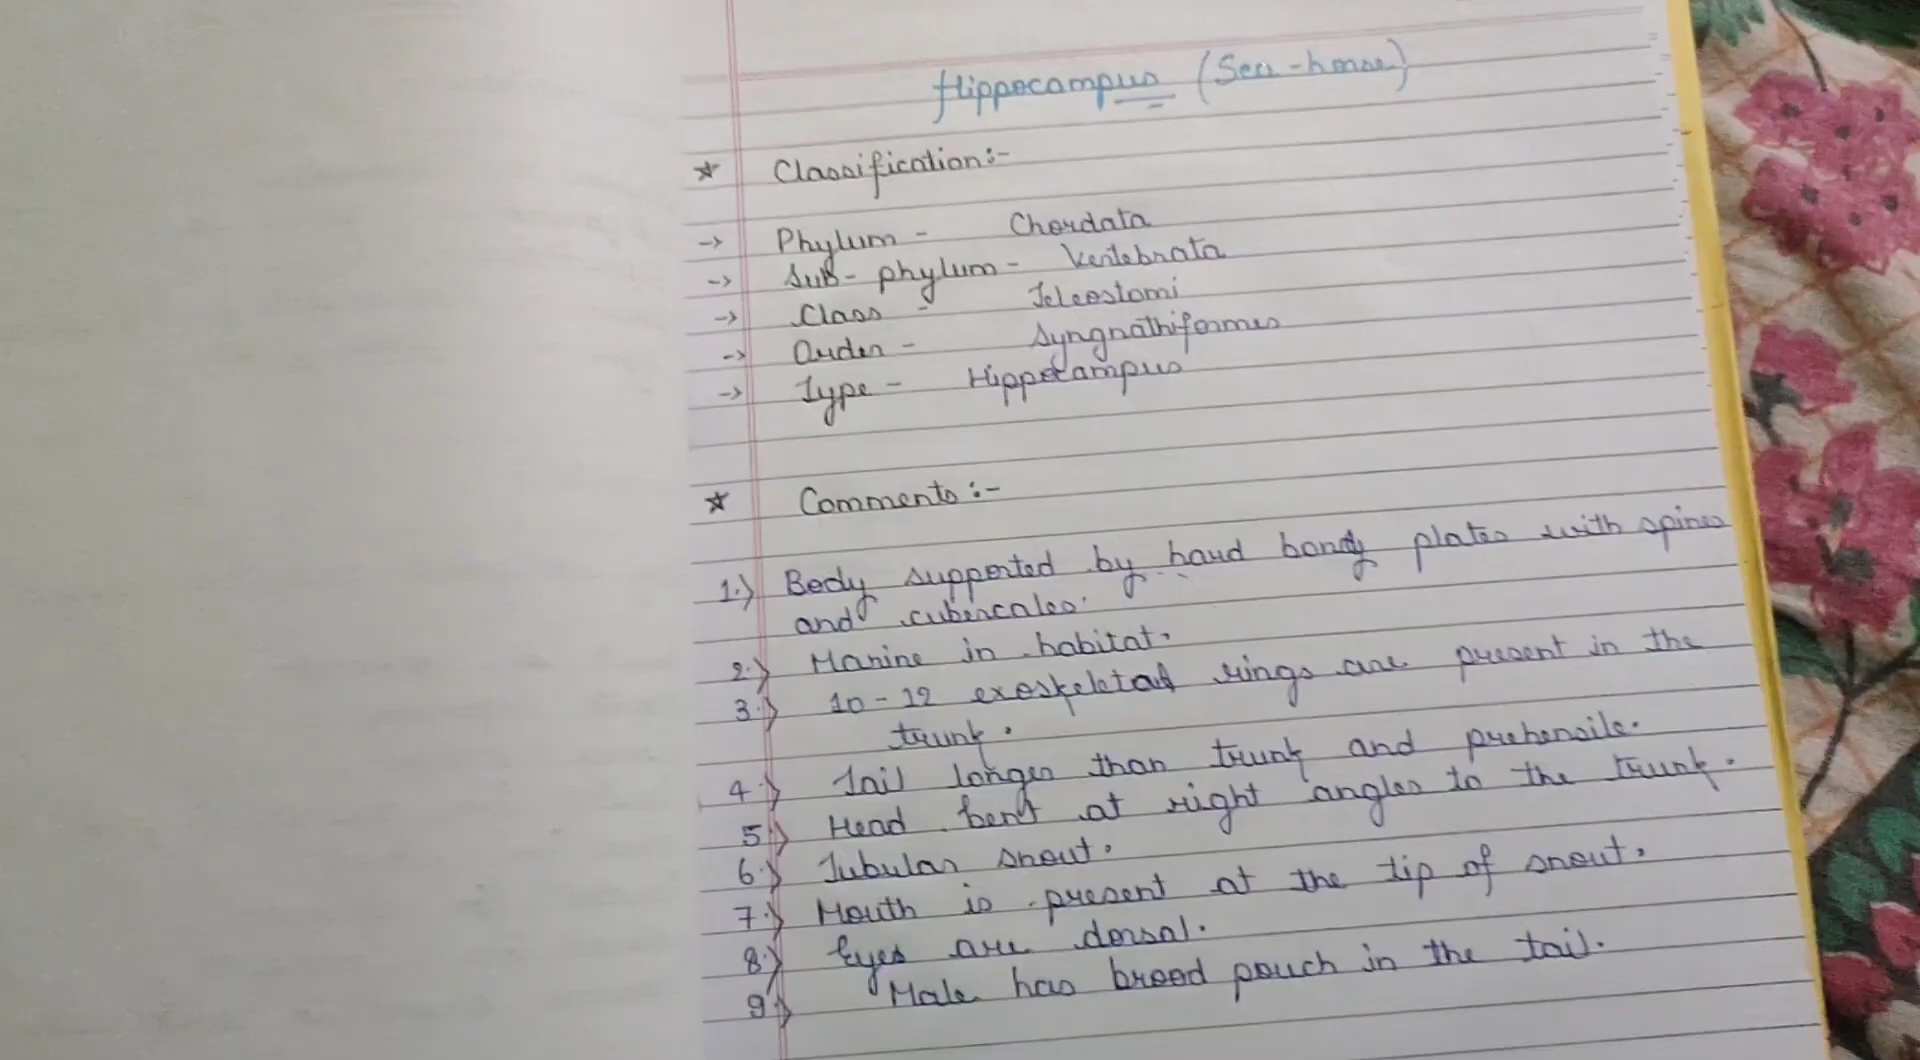 Hippocampus (Sea-horse)
* Classification:-
-> Phylum - Chordata
-> Sub-phylum - Vertebrata
-> Class - Teleostomi
-> Order - Syngnathiformes
-> Type - Hippocampus
* Comments:-
1.) Body supported by hard bondy plates with spines
and cubercales.
2.) Marine in habitat.
3.) 10-12 exoskeletal rings are present in the
trunk.
4.) Tail longer than trunk and prehensile.
5.) Head bent at right angles to the trunk.
6.) Tubular snout.
7.) Mouth is present at the tip of snout.
8.) Eyes are dorsal.
9.) Male has brood pouch in the tail.